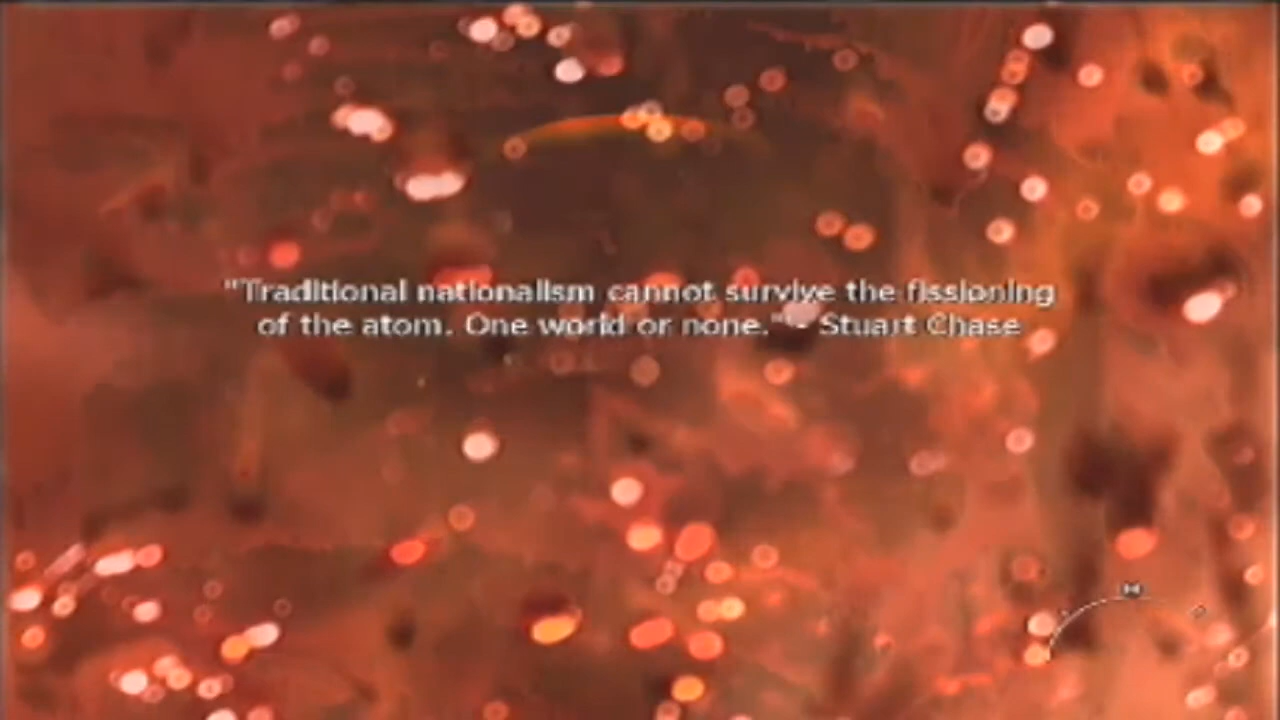 "Traditional nationalism cannot survive the fissioning
of the atom. One world or none." - Stuart Chase